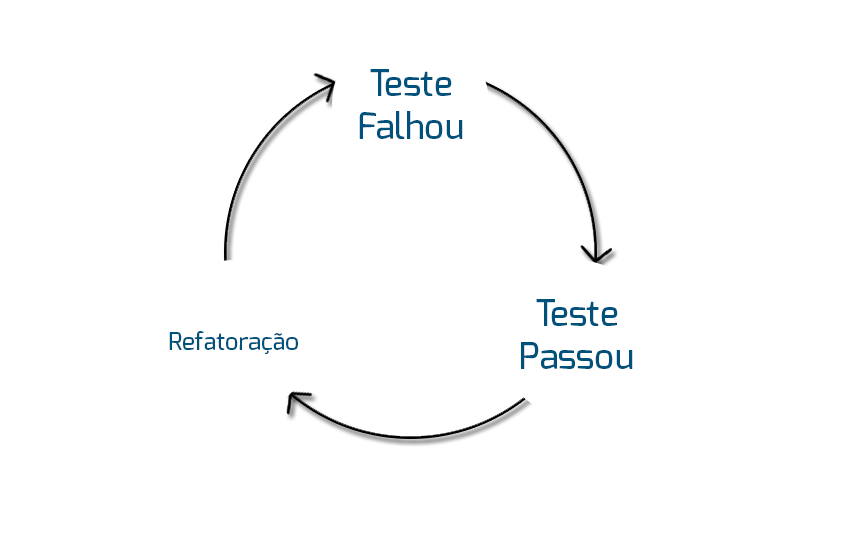 Teste
Falhou
Teste
Passou
Refatoração